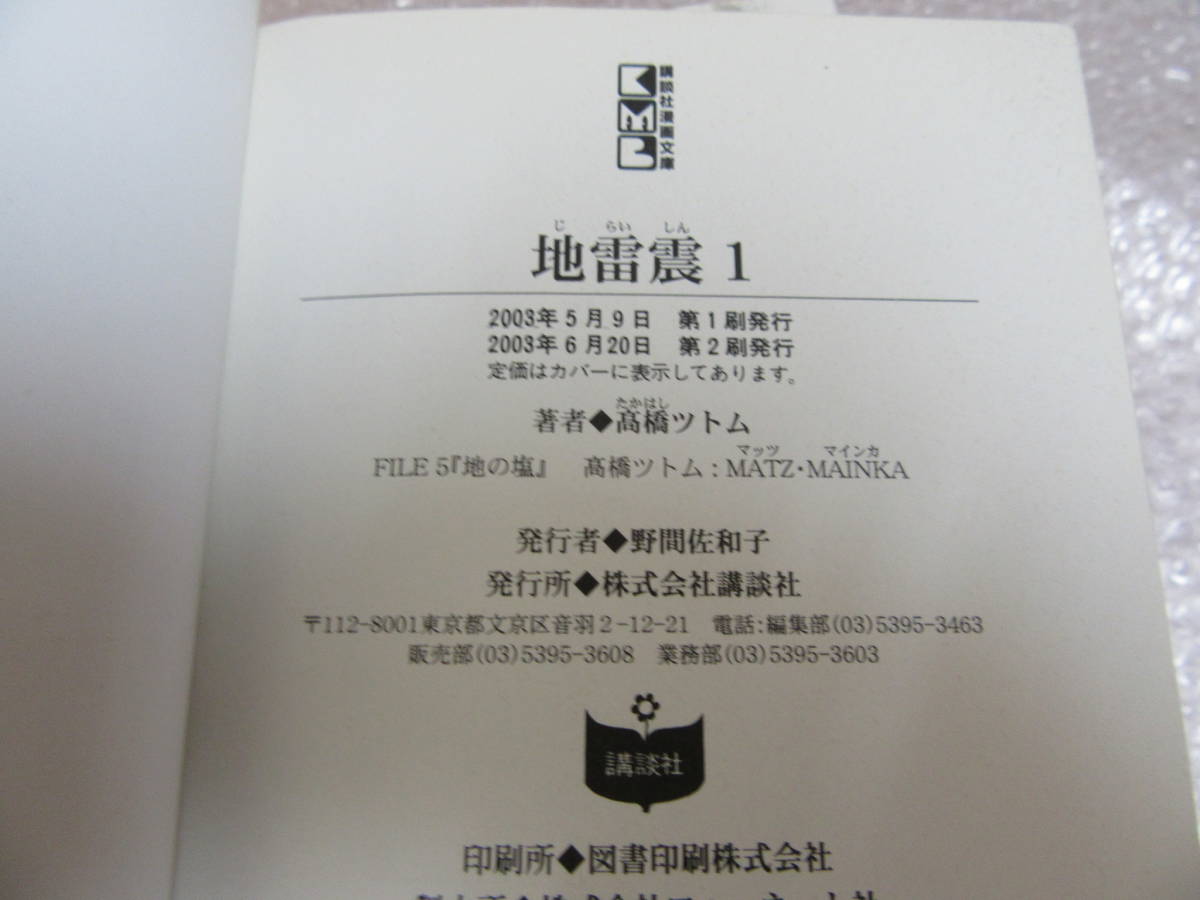 KMB
講談社漫画文庫
じ らい しん
地雷震 1
2003年5月9日 第1刷発行
2003年6月20日 第2刷発行
定価はカバーに表示してあります。
たかはし
著者◆髙橋ツトム
マッツ マインカ
FILE 5『地の塩』 髙橋ツトム：MATZ・MAINKA
発行者◆野間佐和子
発行所◆株式会社講談社
〒112-8001東京都文京区音羽2-12-21 電話:編集部(03)5395-3463
販売部(03)5395-3608 業務部(03)5395-3603
講談社
印刷所◆図書印刷株式会社